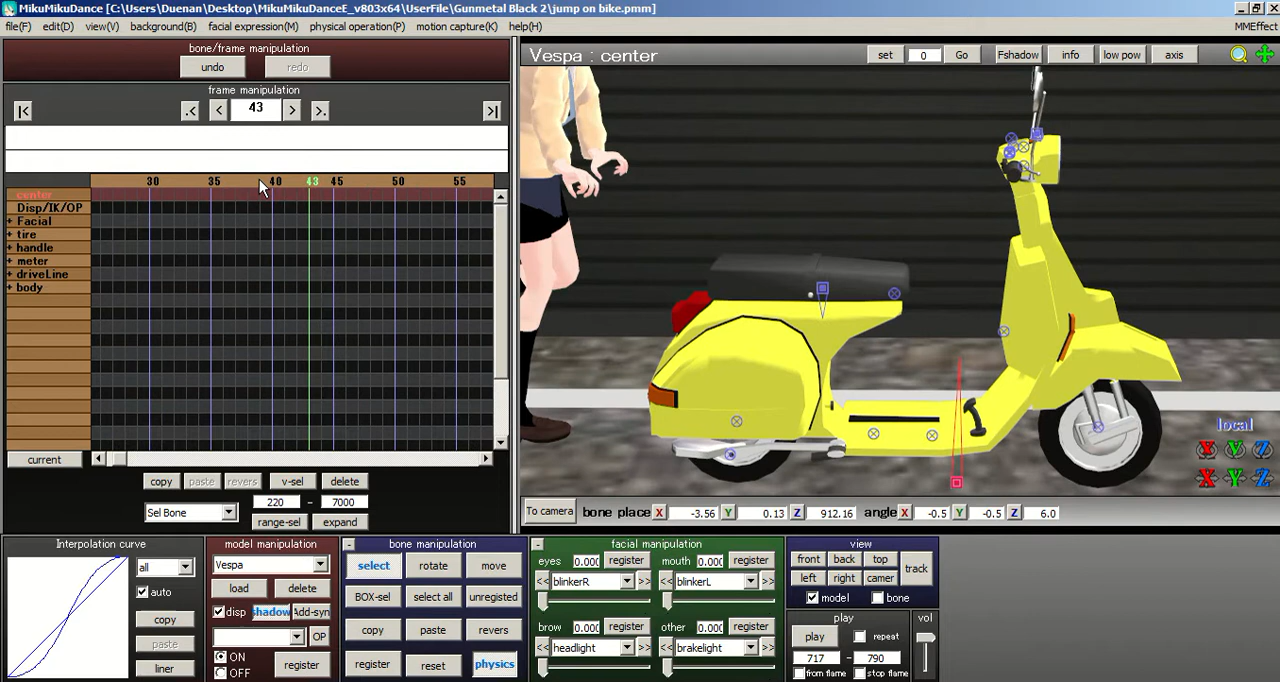 MikuMikuDance [C:\Users\Duenan\Desktop\MikuMikuDanceE_v803x64\UserFile\Gunmetal Black 2\jump on bike.pmm]
file(F) edit(D) view(V) background(B) facial expression(M) physical operation(P) motion capture(K) help(H) MMEffect
bone/frame manipulation
undo redo
frame manipulation
|< .< < 43 > >. >|
30 35 40 43 45 50 55
center
Disp/IK/OP
+ Facial
+ tire
+ handle
+ meter
+ driveLine
+ body
current
copy paste revers v-sel delete
Sel Bone 220 - 7000
range-sel expand
Vespa : center
set 0 Go Fshadow info low pow axis
local
X Y Z
X Y Z
To camera bone place X -3.56 Y 0.13 Z 912.16 angle X -0.5 Y -0.5 Z 6.0
Interpolation curve
all
auto
copy
paste
liner
model manipulation
Vespa
load delete
disp shadow Add-syn
OP
ON
OFF
register
- bone manipulation
select rotate move
BOX-sel select all unregisted
copy paste revers
register reset physics
- facial manipulation
eyes 0.000 register mouth 0.000 register
<< blinkerR >> << blinkerL >>
brow 0.000 register other 0.000 register
<< headlight >> << brakelight >>
view
front back top track
left right camer
model bone
play
play repeat
717 - 790
from flame stop flame
vol